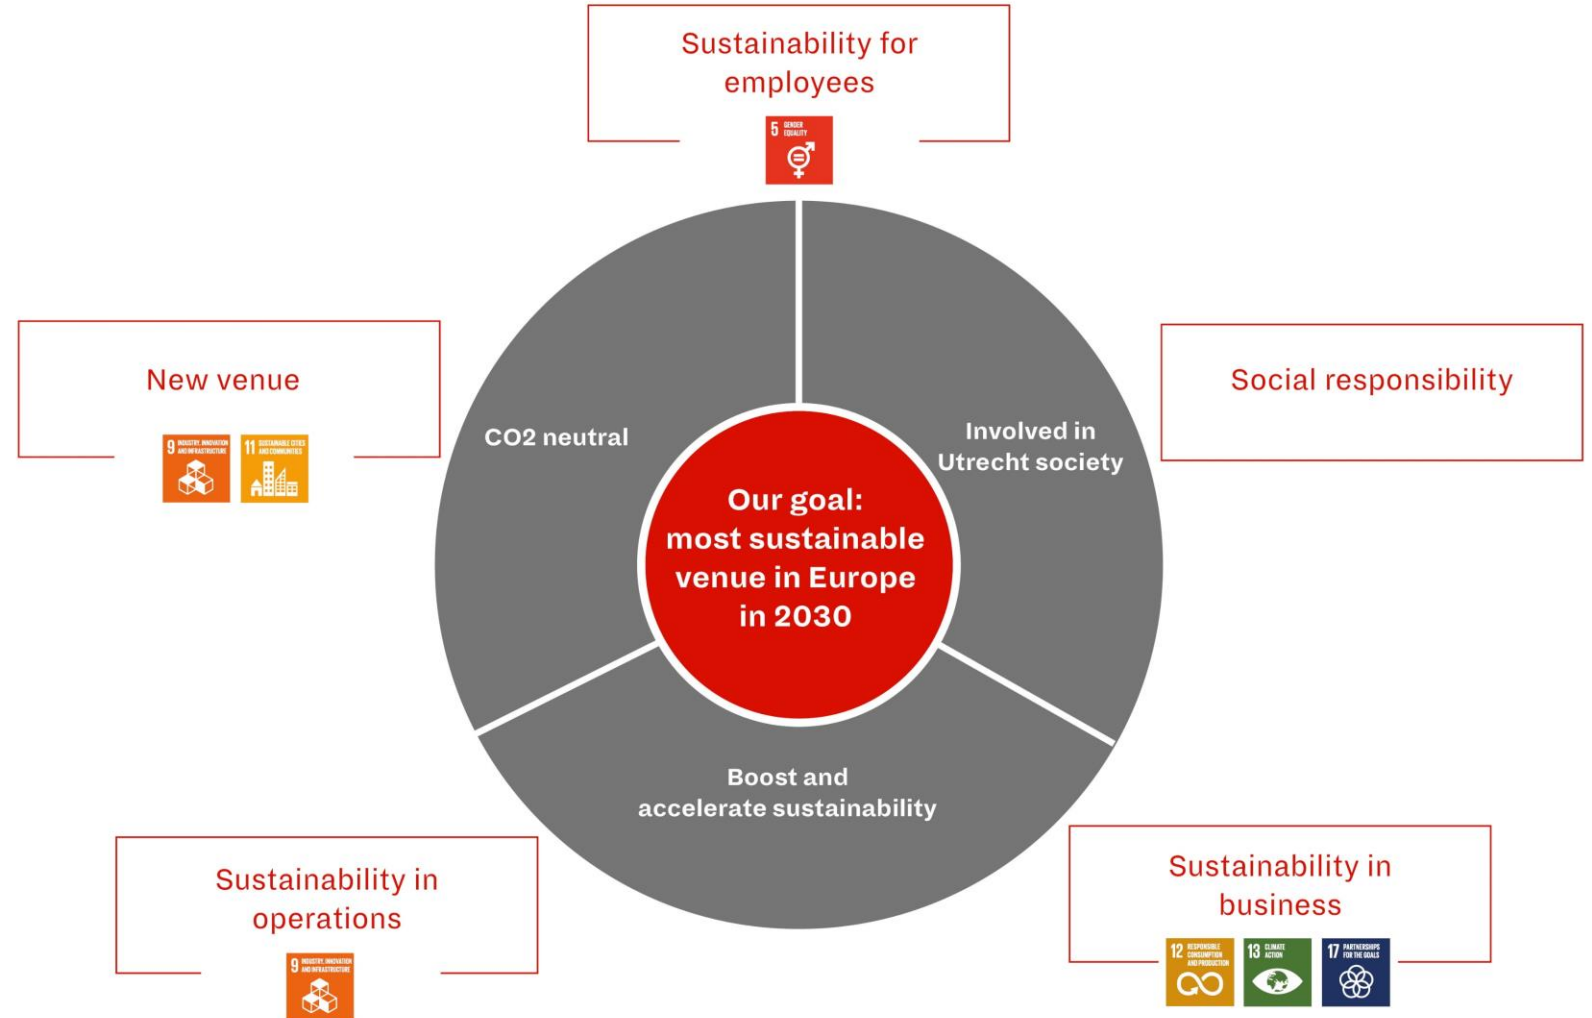 Sustainability for
employees
5 GENDER
EQUALITY
New venue
9 INDUSTRY, INNOVATION
AND INFRASTRUCTURE
11 SUSTAINABLE CITIES
AND COMMUNITIES
CO2 neutral
Involved in
Utrecht society
Social responsibility
Our goal:
most sustainable
venue in Europe
in 2030
Boost and
accelerate sustainability
Sustainability in
operations
9 INDUSTRY, INNOVATION
AND INFRASTRUCTURE
Sustainability in
business
12 RESPONSIBLE
CONSUMPTION
AND PRODUCTION
13 CLIMATE
ACTION
17 PARTNERSHIPS
FOR THE GOALS